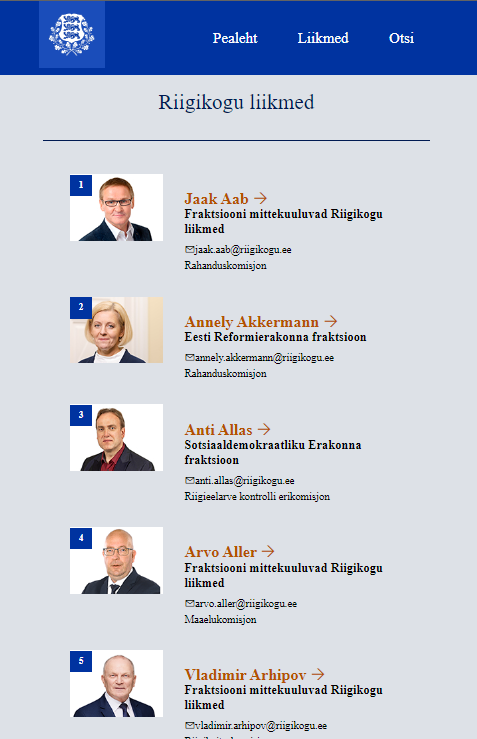 Pealeht Liikmed Otsi
Riigikogu liikmed
1
Jaak Aab →
Fraktsiooni mittekuuluvad Riigikogu
liikmed
jaak.aab@riigikogu.ee
Rahanduskomisjon
2
Annely Akkermann →
Eesti Reformierakonna fraktsioon
annely.akkermann@riigikogu.ee
Rahanduskomisjon
3
Anti Allas →
Sotsiaaldemokraatliku Erakonna
fraktsioon
anti.allas@riigikogu.ee
Riigieelarve kontrolli erikomisjon
4
Arvo Aller →
Fraktsiooni mittekuuluvad Riigikogu
liikmed
arvo.aller@riigikogu.ee
Maaelukomisjon
5
Vladimir Arhipov →
Fraktsiooni mittekuuluvad Riigikogu
liikmed
vladimir.arhipov@riigikogu.ee